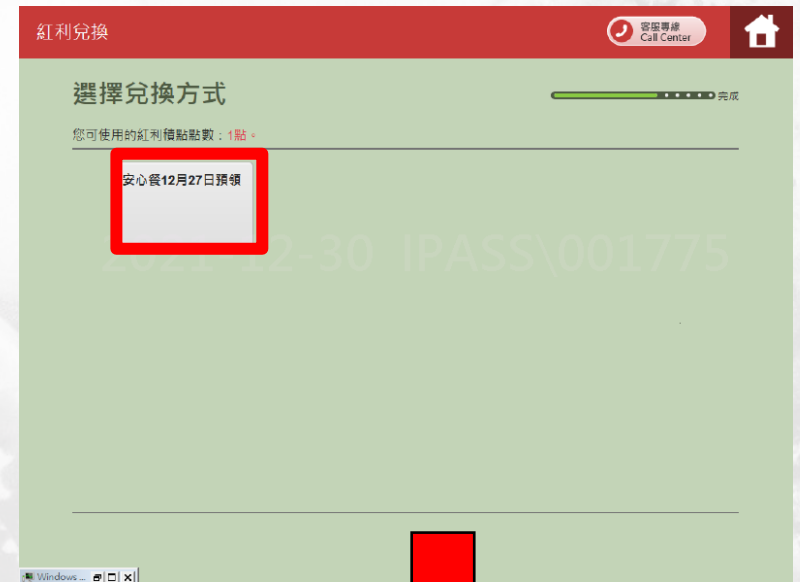 紅利兌換
客服專線
Call Center
選擇兌換方式
完成
您可使用的紅利積點點數：1點。
安心餐12月27日預領
2021-12-30 IPASS\001775
Windows ...